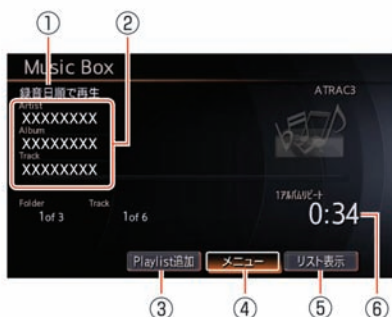 ① ②
Music Box
録音日順で再生 ATRAC3
Artist
XXXXXXXX
Album
XXXXXXXX
Track
XXXXXXXX
Folder Track
1of 3 1of 6
1アルバムリピート
0:34
Playlist追加 メニュー リスト表示
③ ④ ⑤ ⑥